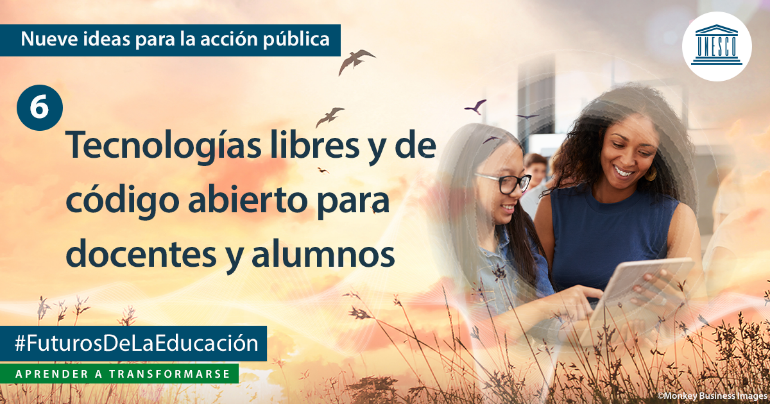 Nueve ideas para la acción pública
UNESCO
6
Tecnologías libres y de
código abierto para
docentes y alumnos
#FuturosDeLaEducación
APRENDER A TRANSFORMARSE
©Monkey Business Images